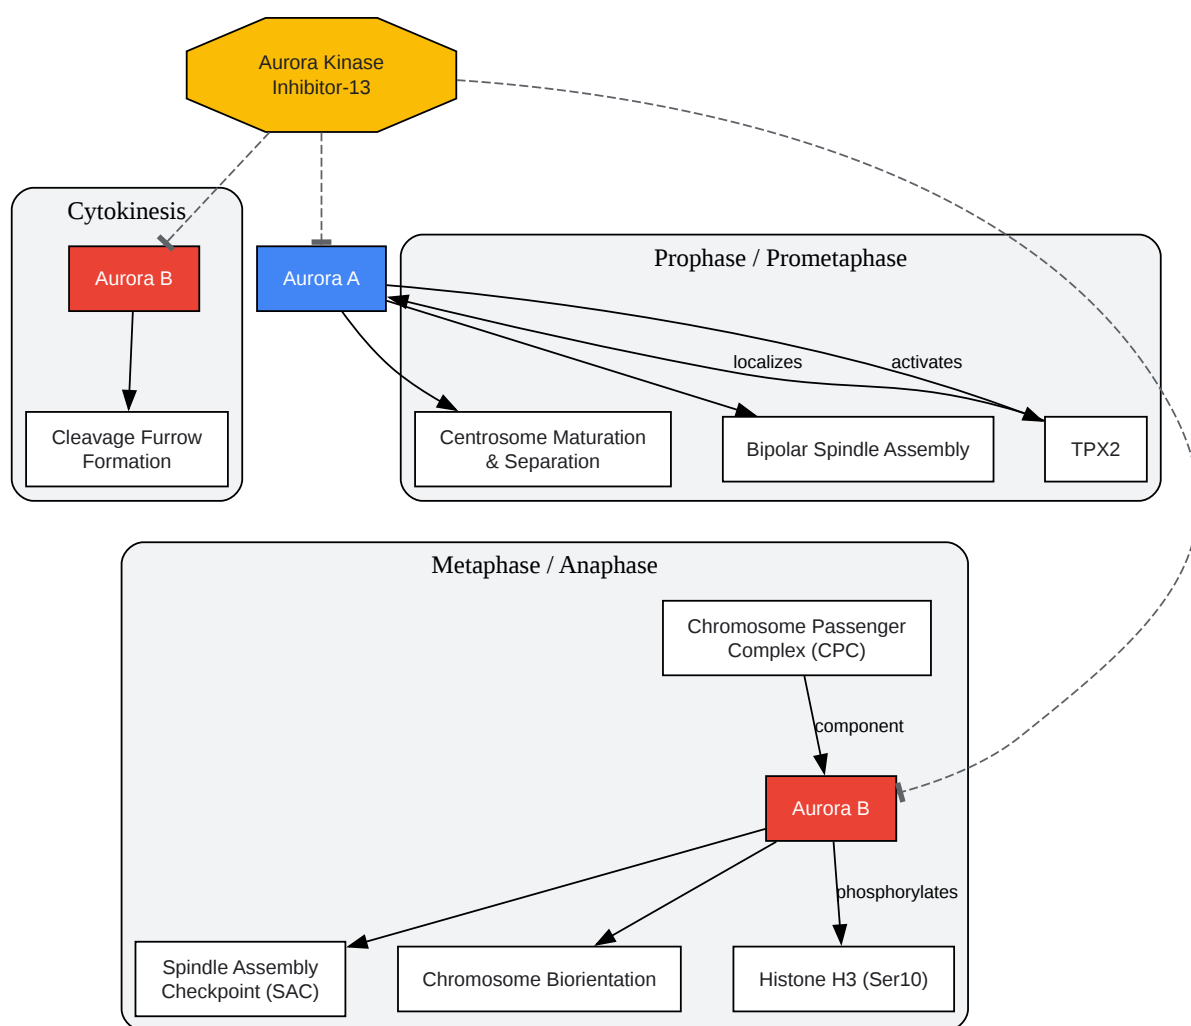 Aurora Kinase
Inhibitor-13
Cytokinesis
Aurora B
Cleavage Furrow
Formation
Aurora A
Prophase / Prometaphase
localizes
activates
Centrosome Maturation
& Separation
Bipolar Spindle Assembly
TPX2
Metaphase / Anaphase
Chromosome Passenger
Complex (CPC)
component
Aurora B
phosphorylates
Spindle Assembly
Checkpoint (SAC)
Chromosome Biorientation
Histone H3 (Ser10)